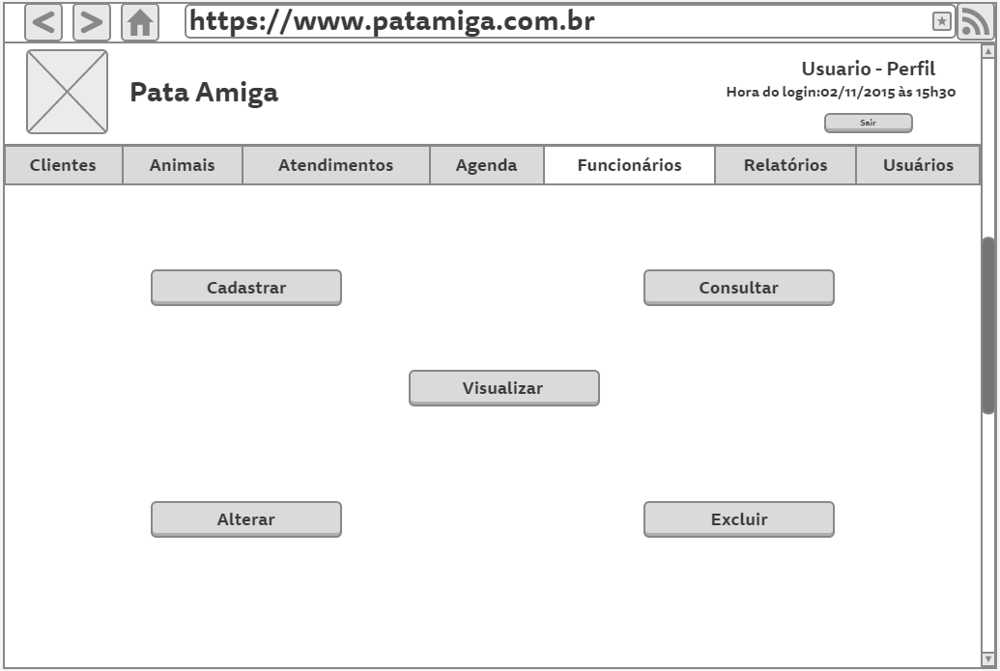 https://www.patamiga.com.br
Pata Amiga
Usuario - Perfil
Hora do login:02/11/2015 às 15h30
Sair
Clientes Animais Atendimentos Agenda Funcionários Relatórios Usuários
Cadastrar Consultar
Visualizar
Alterar Excluir